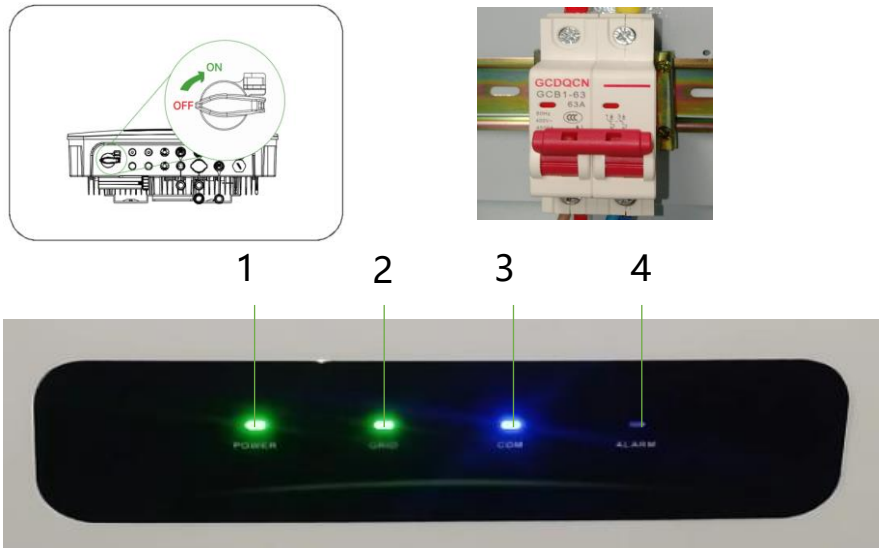 ON
OFF
GCDQCN
GCB1-63
63A
1 2 3 4
POWER GRID COM ALARM